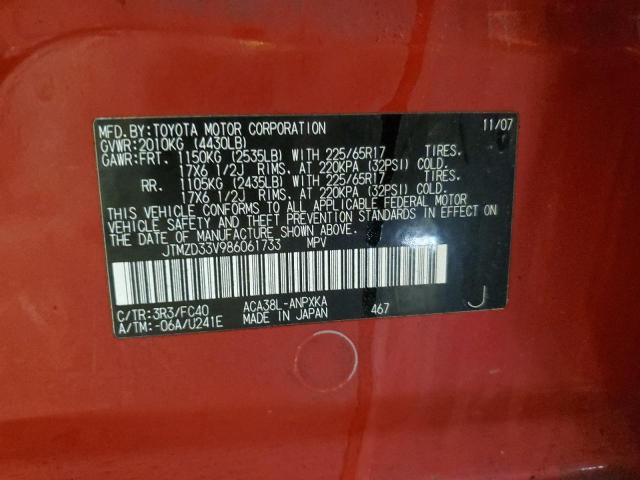 MFD. BY: TOYOTA MOTOR CORPORATION 11/07
GVWR: 2010KG (4430LB)
GAWR: FRT. 1150KG (2535LB) WITH 225/65R17 TIRES.
17X6 1/2J RIMS. AT 220KPA (32PSI) COLD.
RR. 1105KG (2435LB) WITH 225/65R17 TIRES.
17X6 1/2J RIMS. AT 220KPA (32PSI) COLD.
THIS VEHICLE CONFORMS TO ALL APPLICABLE FEDERAL MOTOR
VEHICLE SAFETY AND THEFT PREVENTION STANDARDS IN EFFECT ON
THE DATE OF MANUFACTURE SHOWN ABOVE.
JTMZD33V986061733 MPV
C/TR: 3R3/FC40 ACA38L-ANPXKA
A/TM: -06A/U241E MADE IN JAPAN 467 J